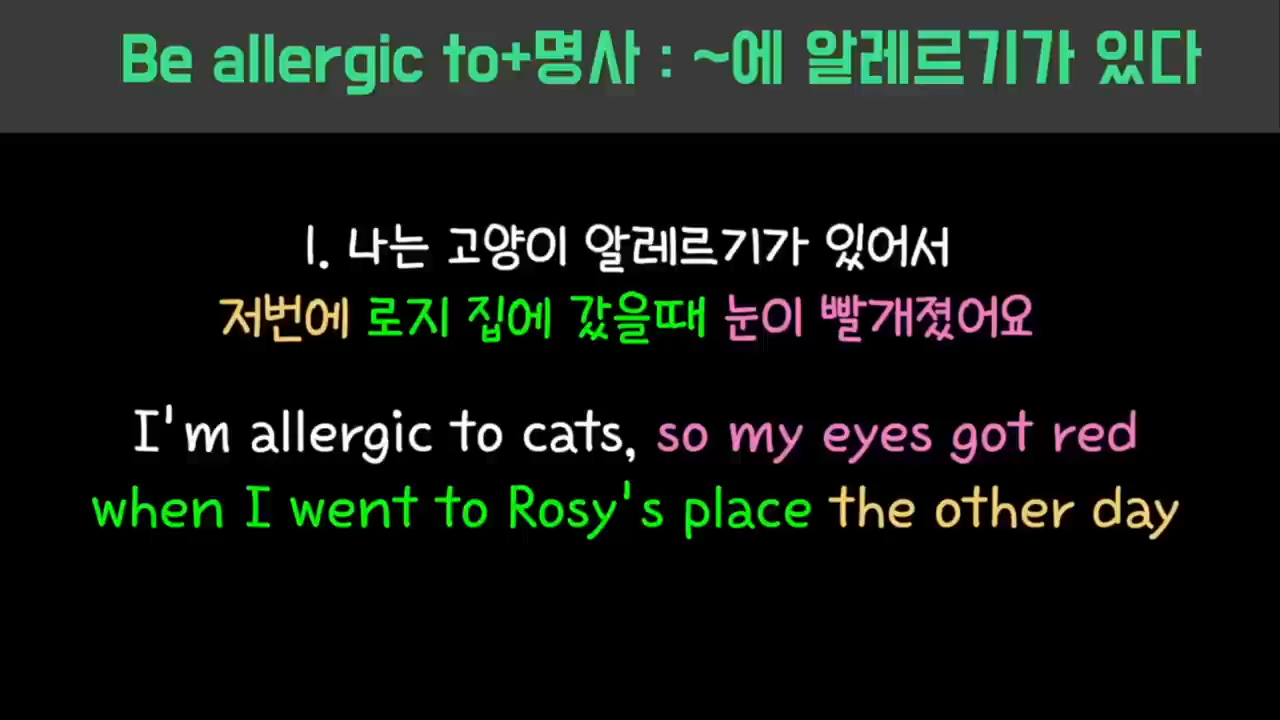 Be allergic to+명사 : ~에 알레르기가 있다
1. 나는 고양이 알레르기가 있어서
저번에 로지 집에 갔을때 눈이 빨개졌어요
I'm allergic to cats, so my eyes got red
when I went to Rosy's place the other day